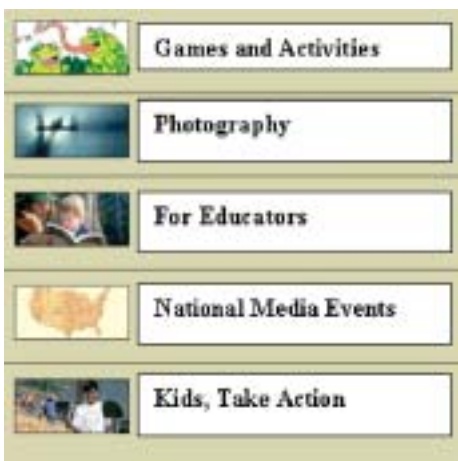 Games and Activities
Photography
For Educators
National Media Events
Kids, Take Action